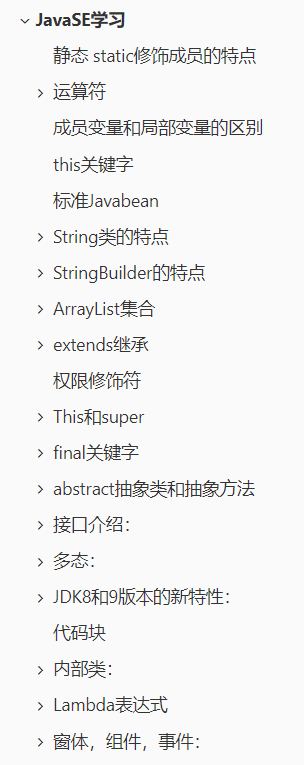 JavaSE学习
静态 static修饰成员的特点
运算符
成员变量和局部变量的区别
this关键字
标准Javabean
String类的特点
StringBuilder的特点
ArrayList集合
extends继承
权限修饰符
This和super
final关键字
abstract抽象类和抽象方法
接口介绍：
多态：
JDK8和9版本的新特性：
代码块
内部类：
Lambda表达式
窗体，组件，事件：